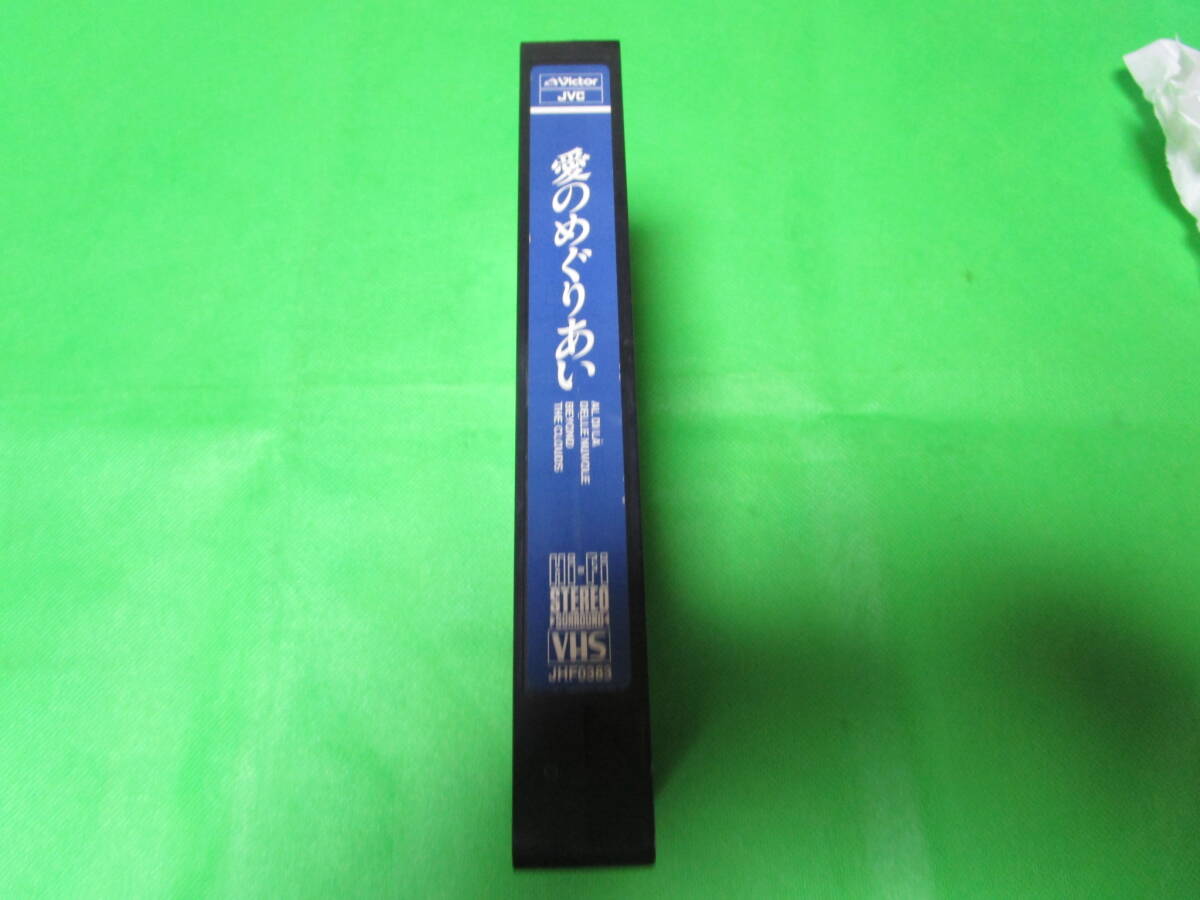 Victor
JVC
愛のめぐりあい
AL DI LÀ
DELLE NUVOLE
BEYOND
THE CLOUDS
Hi-Fi
STEREO
SURROUND
VHS
JHF0383